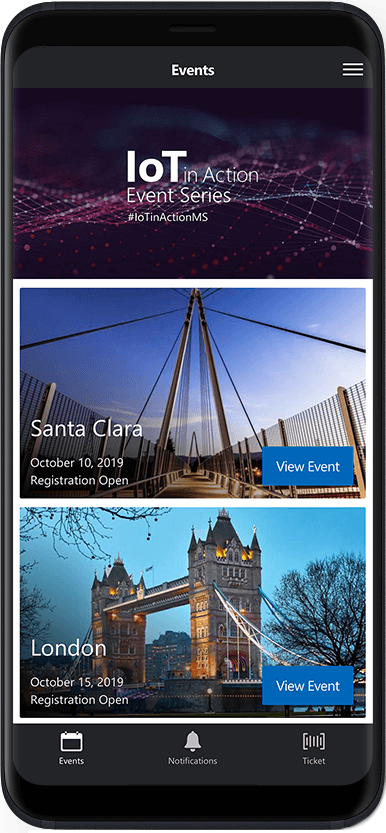 Events
IoT in Action
Event Series
#IoTinActionMS
Santa Clara
October 10, 2019
Registration Open
View Event
London
October 15, 2019
Registration Open
View Event
Events
Notifications
Ticket